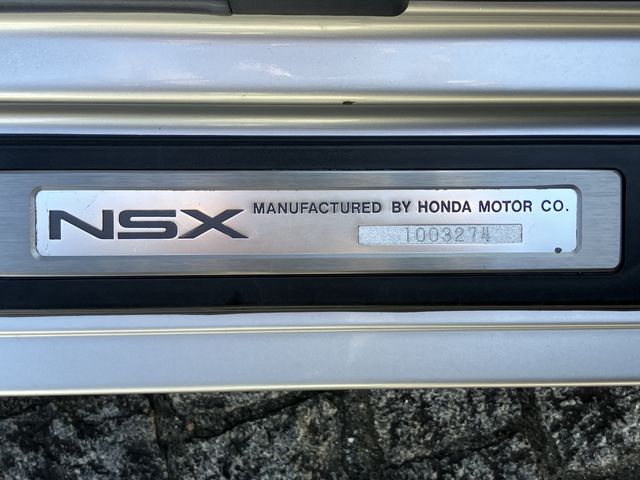 NSX MANUFACTURED BY HONDA MOTOR CO.
1003274